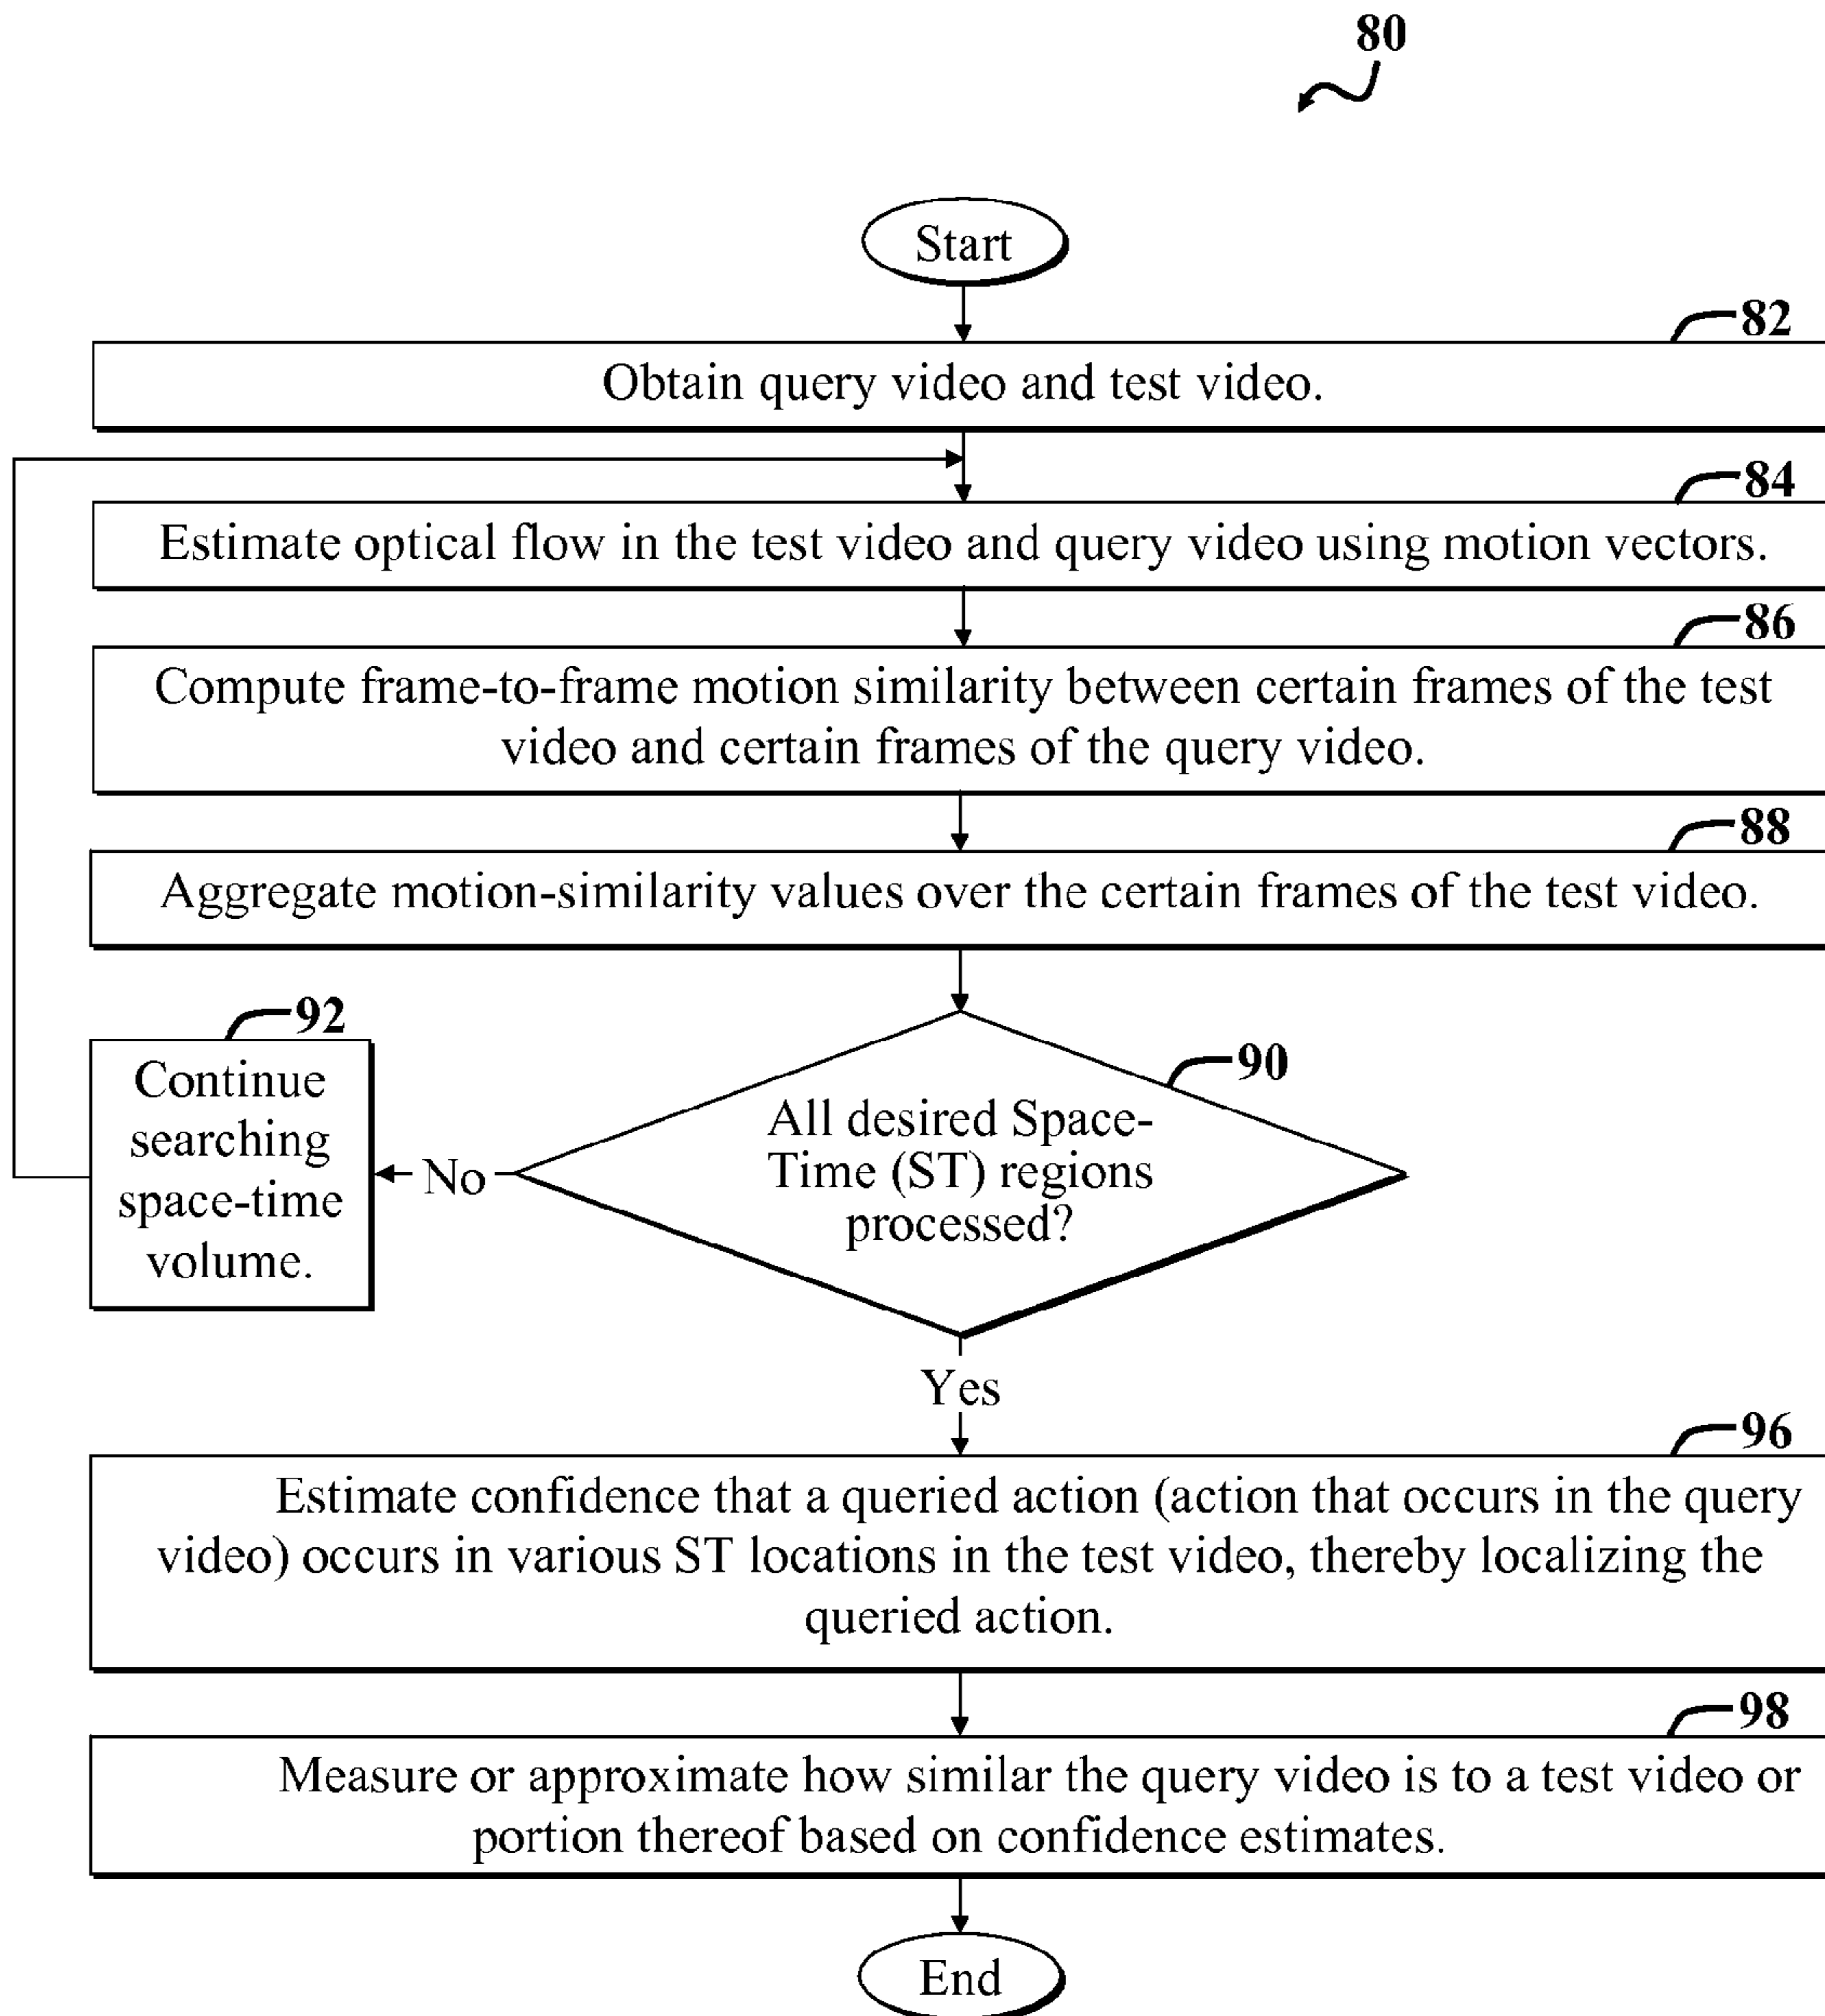 80
Start
82
Obtain query video and test video.
84
Estimate optical flow in the test video and query video using motion vectors.
86
Compute frame-to-frame motion similarity between certain frames of the test
video and certain frames of the query video.
88
Aggregate motion-similarity values over the certain frames of the test video.
92
Continue
searching
space-time
volume.
No
90
All desired Space-
Time (ST) regions
processed?
Yes
96
Estimate confidence that a queried action (action that occurs in the query
video) occurs in various ST locations in the test video, thereby localizing the
queried action.
98
Measure or approximate how similar the query video is to a test video or
portion thereof based on confidence estimates.
End